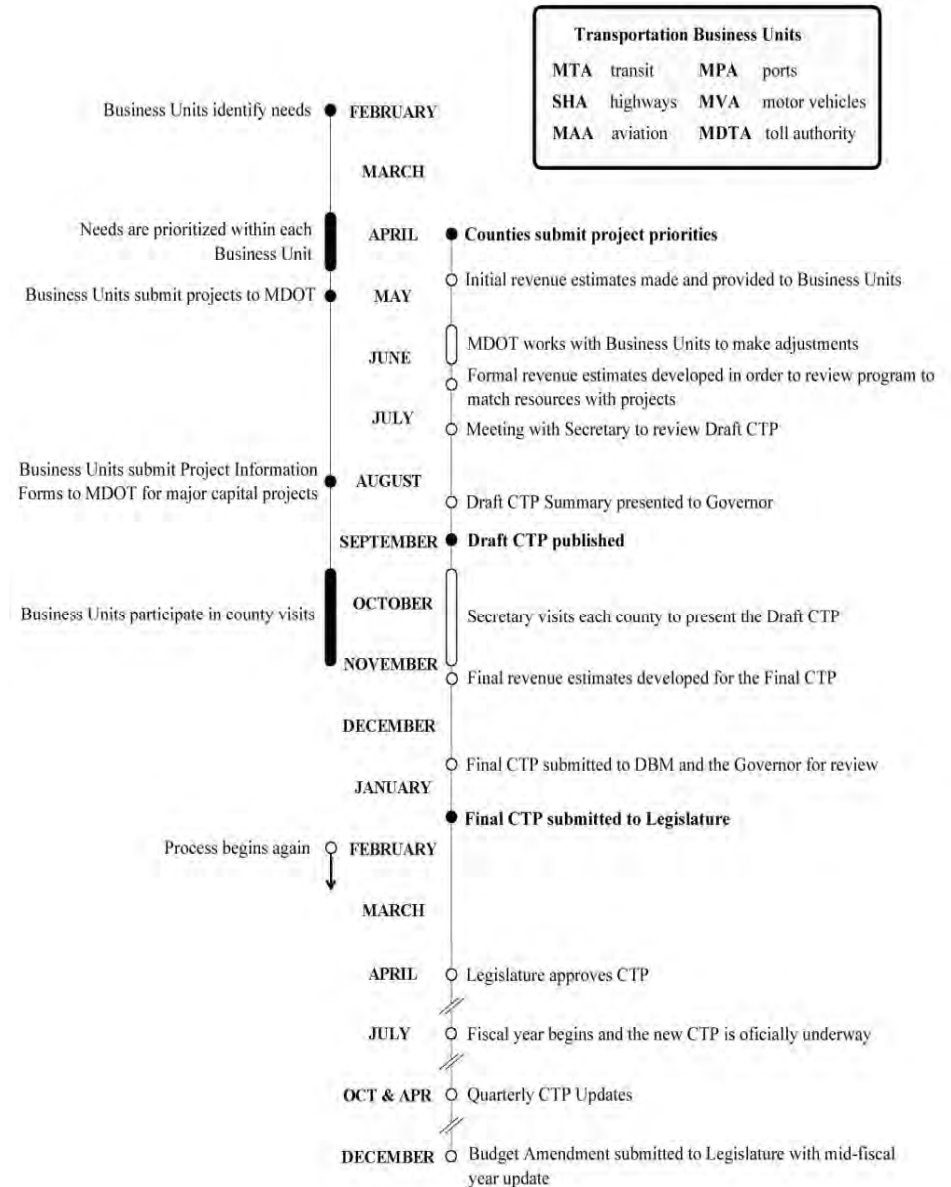 Transportation Business Units
MTA transit MPA ports
SHA highways MVA motor vehicles
MAA aviation MDTA toll authority
Business Units identify needs FEBRUARY
MARCH
Needs are prioritized within each
Business Unit
APRIL Counties submit project priorities
Initial revenue estimates made and provided to Business Units
Business Units submit projects to MDOT MAY
MDOT works with Business Units to make adjustments
JUNE
Formal revenue estimates developed in order to review program to
match resources with projects
JULY
Meeting with Secretary to review Draft CTP
Business Units submit Project Information
Forms to MDOT for major capital projects
AUGUST
Draft CTP Summary presented to Governor
SEPTEMBER Draft CTP published
OCTOBER
Business Units participate in county visits
Secretary visits each county to present the Draft CTP
NOVEMBER
Final revenue estimates developed for the Final CTP
DECEMBER
Final CTP submitted to DBM and the Governor for review
JANUARY
Final CTP submitted to Legislature
Process begins again FEBRUARY
MARCH
APRIL Legislature approves CTP
JULY Fiscal year begins and the new CTP is oficially underway
OCT & APR Quarterly CTP Updates
DECEMBER Budget Amendment submitted to Legislature with mid-fiscal
year update